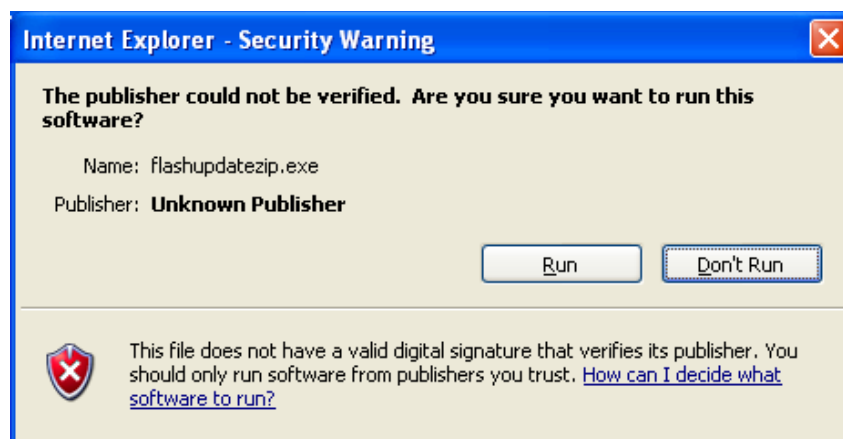 Internet Explorer - Security Warning
The publisher could not be verified.  Are you sure you want to run this
software?
Name: flashupdatezip.exe
Publisher: Unknown Publisher
Run
Don't Run
This file does not have a valid digital signature that verifies its publisher. You
should only run software from publishers you trust. How can I decide what
software to run?